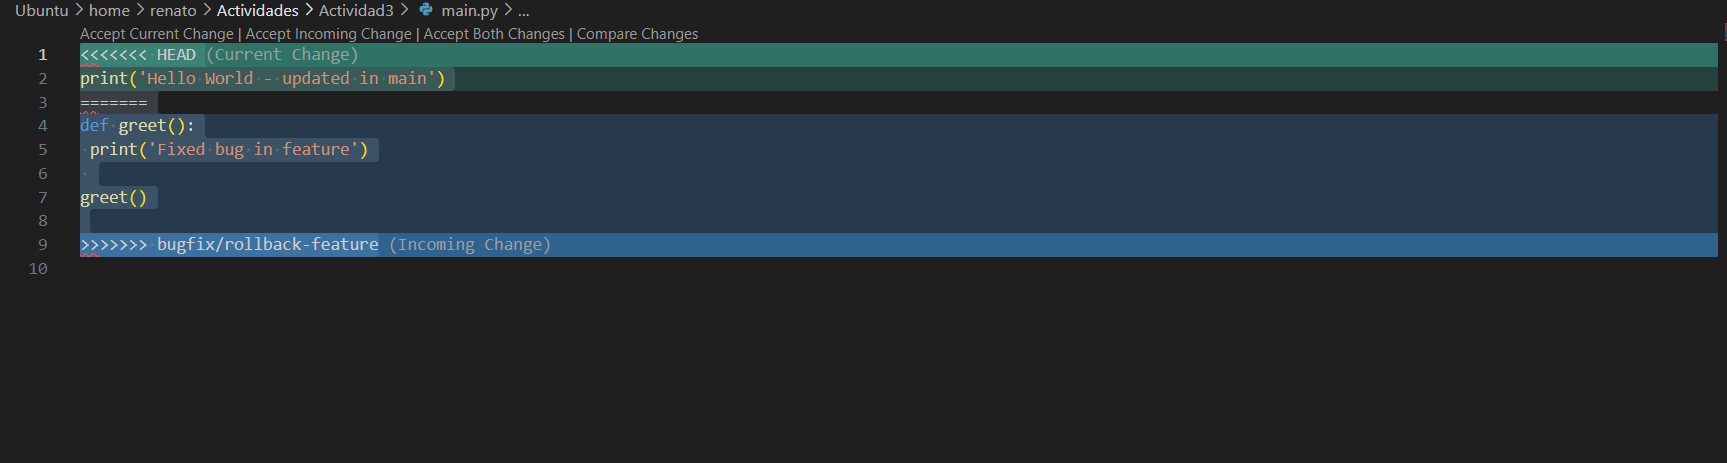 Ubuntu > home > renato > Actividades > Actividad3 > main.py > ...
Accept Current Change | Accept Incoming Change | Accept Both Changes | Compare Changes
1 <<<<<<< HEAD (Current Change)
2 print('Hello World - updated in main')
3 =======
4 def greet():
5  print('Fixed bug in feature')
6
7 greet()
8
9 >>>>>>> bugfix/rollback-feature (Incoming Change)
10